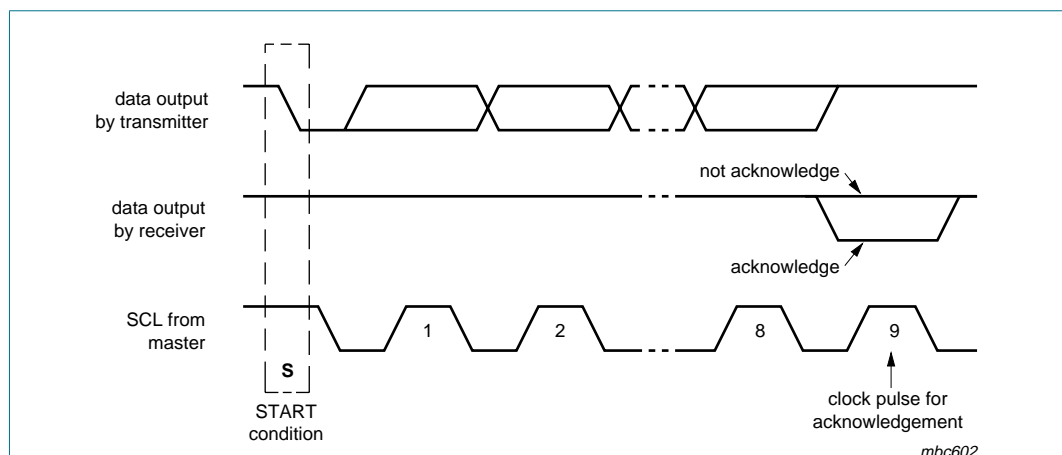 data output
by transmitter
not acknowledge
data output
by receiver
acknowledge
SCL from
master
1
2
8
9
S
START
condition
clock pulse for
acknowledgement
mbc602